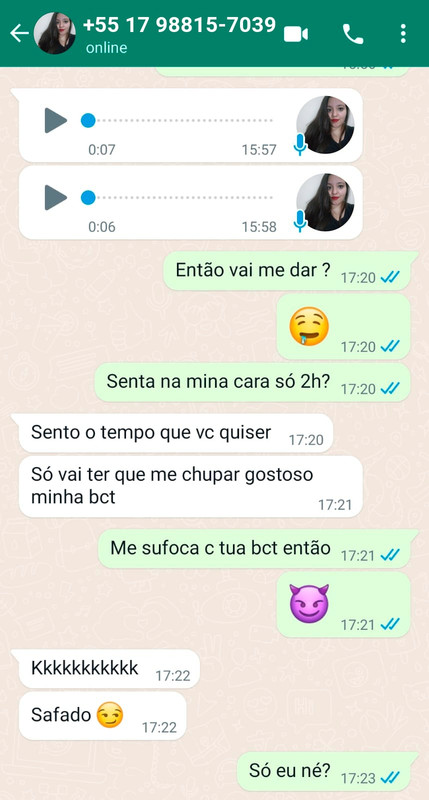 +55 17 98815-7039
online
0:07 15:57
0:06 15:58
Então vai me dar ? 17:20
17:20
Senta na mina cara só 2h? 17:20
Sento o tempo que vc quiser 17:20
Só vai ter que me chupar gostoso
minha bct 17:21
Me sufoca c tua bct então 17:21
17:21
Kkkkkkkkkkk 17:22
Safado 😏 17:22
Só eu né? 17:23